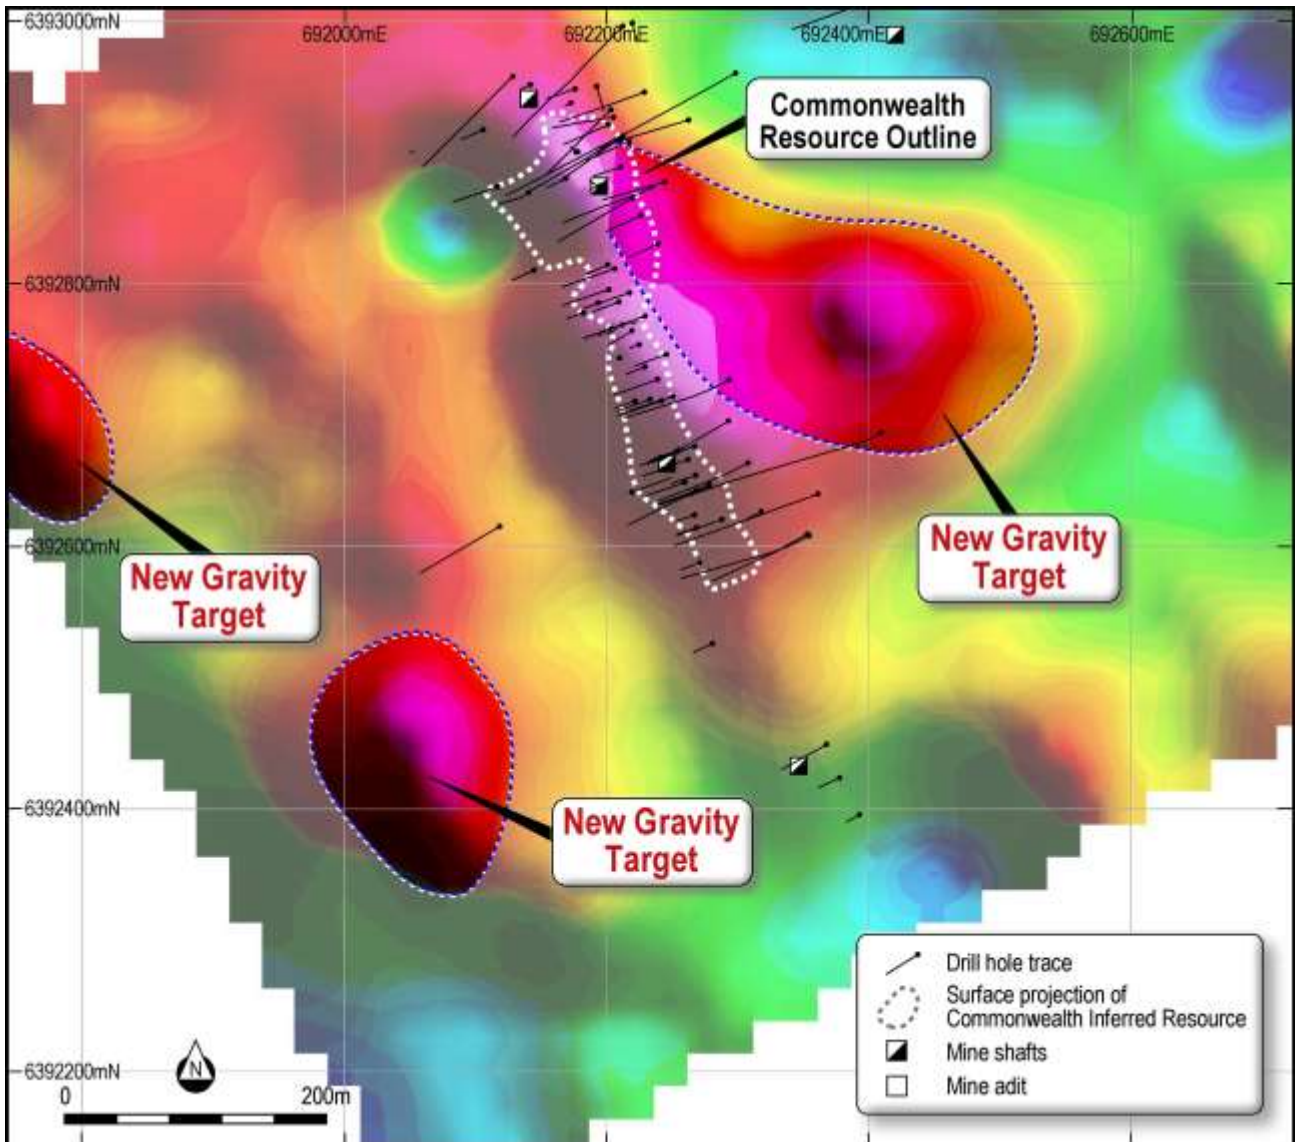 6393000mN
692000mE
692200mE
692400mE
692600mE
Commonwealth
Resource Outline
6392800mN
New Gravity
Target
6392600mN
New Gravity
Target
New Gravity
Target
6392400mN
Drill hole trace
Surface projection of
Commonwealth Inferred Resource
Mine shafts
Mine adit
6392200mN
N
0
200m